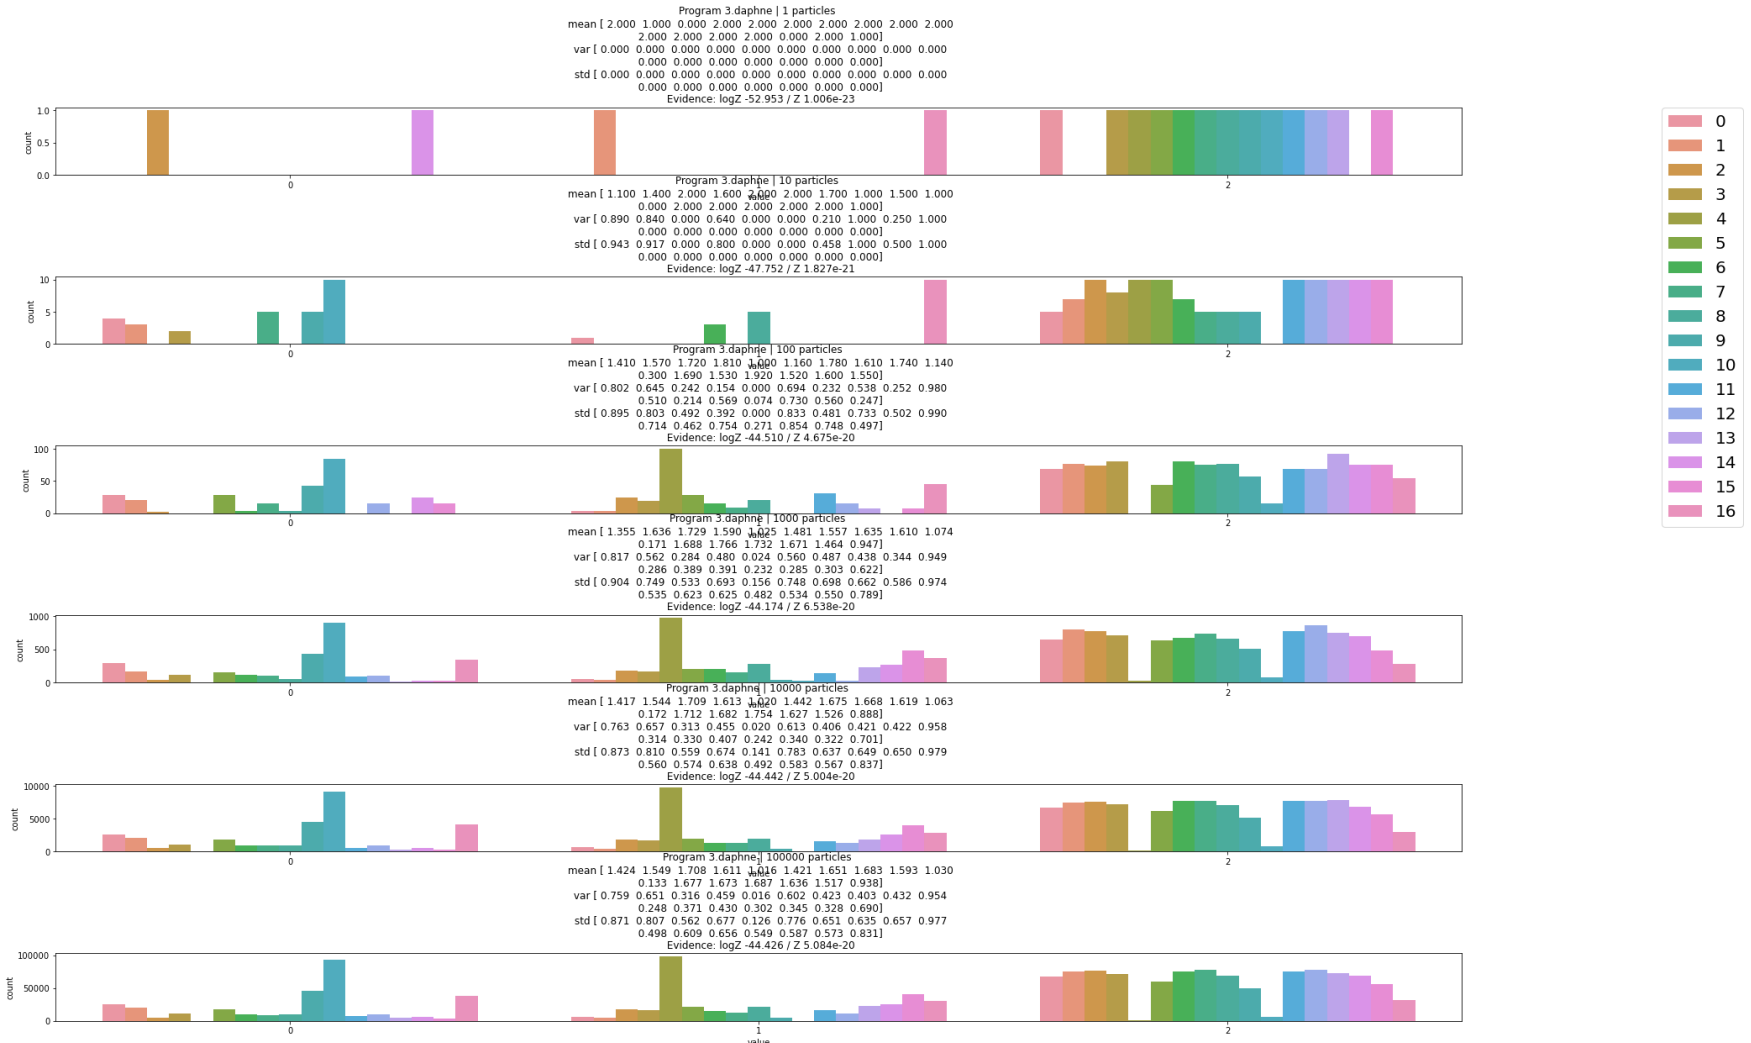 Program 3.daphne | 1 particles
mean [ 2.000 1.000 0.000 2.000 2.000 2.000 2.000 2.000 2.000 2.000
2.000 2.000 2.000 2.000 0.000 2.000 1.000]
var [ 0.000 0.000 0.000 0.000 0.000 0.000 0.000 0.000 0.000 0.000
0.000 0.000 0.000 0.000 0.000 0.000 0.000]
std [ 0.000 0.000 0.000 0.000 0.000 0.000 0.000 0.000 0.000 0.000
0.000 0.000 0.000 0.000 0.000 0.000 0.000]
Evidence: logZ -52.953 / Z 1.006e-23
1.0
0.5
0.0
count
0 1 2
value
Program 3.daphne | 10 particles
mean [ 1.100 1.400 2.000 1.600 2.000 2.000 1.700 1.000 1.500 1.000
0.000 2.000 2.000 2.000 2.000 2.000 1.000]
var [ 0.890 0.840 0.000 0.640 0.000 0.000 0.210 1.000 0.250 1.000
0.000 0.000 0.000 0.000 0.000 0.000 0.000]
std [ 0.943 0.917 0.000 0.800 0.000 0.000 0.458 1.000 0.500 1.000
0.000 0.000 0.000 0.000 0.000 0.000 0.000]
Evidence: logZ -47.752 / Z 1.827e-21
10
5
0
count
0 1 2
value
Program 3.daphne | 100 particles
mean [ 1.410 1.570 1.720 1.810 1.000 1.160 1.780 1.610 1.740 1.140
0.300 1.690 1.530 1.920 1.520 1.600 1.550]
var [ 0.802 0.645 0.242 0.154 0.000 0.694 0.232 0.538 0.252 0.980
0.510 0.214 0.569 0.074 0.730 0.560 0.247]
std [ 0.895 0.803 0.492 0.392 0.000 0.833 0.481 0.733 0.502 0.990
0.714 0.462 0.754 0.271 0.854 0.748 0.497]
Evidence: logZ -44.510 / Z 4.675e-20
100
50
0
count
0 1 2
value
Program 3.daphne | 1000 particles
mean [ 1.355 1.636 1.729 1.590 1.025 1.481 1.557 1.635 1.610 1.074
0.171 1.688 1.766 1.732 1.671 1.464 0.947]
var [ 0.817 0.562 0.284 0.480 0.024 0.560 0.487 0.438 0.344 0.949
0.286 0.389 0.391 0.232 0.285 0.303 0.622]
std [ 0.904 0.749 0.533 0.693 0.156 0.748 0.698 0.662 0.586 0.974
0.535 0.623 0.625 0.482 0.534 0.550 0.789]
Evidence: logZ -44.174 / Z 6.538e-20
1000
500
0
count
0 1 2
value
Program 3.daphne | 10000 particles
mean [ 1.417 1.544 1.709 1.613 1.020 1.442 1.675 1.668 1.619 1.063
0.172 1.712 1.682 1.754 1.627 1.526 0.888]
var [ 0.763 0.657 0.313 0.455 0.020 0.613 0.406 0.421 0.422 0.958
0.314 0.330 0.407 0.242 0.340 0.322 0.701]
std [ 0.873 0.810 0.559 0.674 0.141 0.783 0.637 0.649 0.650 0.979
0.560 0.574 0.638 0.492 0.583 0.567 0.837]
Evidence: logZ -44.442 / Z 5.004e-20
10000
5000
0
count
0 1 2
value
Program 3.daphne | 100000 particles
mean [ 1.424 1.549 1.708 1.611 1.016 1.421 1.651 1.683 1.593 1.030
0.133 1.677 1.673 1.687 1.636 1.517 0.938]
var [ 0.759 0.651 0.316 0.459 0.016 0.602 0.423 0.403 0.432 0.954
0.248 0.371 0.430 0.302 0.345 0.328 0.690]
std [ 0.871 0.807 0.562 0.677 0.126 0.776 0.651 0.635 0.657 0.977
0.498 0.609 0.656 0.549 0.587 0.573 0.831]
Evidence: logZ -44.426 / Z 5.084e-20
100000
50000
0
count
0 1 2
value
0
1
2
3
4
5
6
7
8
9
10
11
12
13
14
15
16